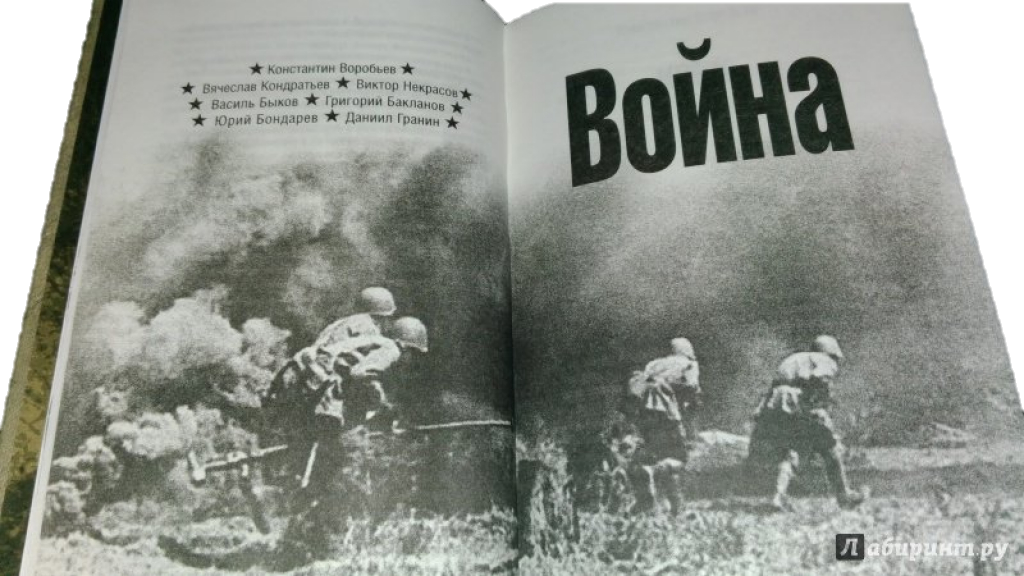 ★ Константин Воробьев ★
★ Вячеслав Кондратьев ★ Виктор Некрасов ★
★ Василь Быков ★ Григорий Бакланов ★
★ Юрий Бондарев ★ Даниил Гранин ★
Война
Лабиринт.ру